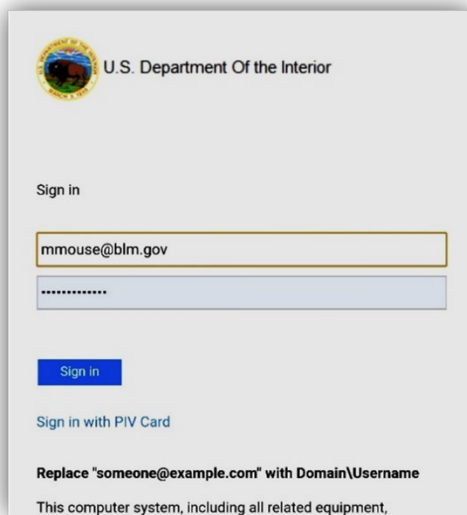 U.S. Department Of the Interior
Sign in
mmouse@blm.gov
•••••••••••••
Sign in
Sign in with PIV Card
Replace "someone@example.com" with Domain\Username
This computer system, including all related equipment,